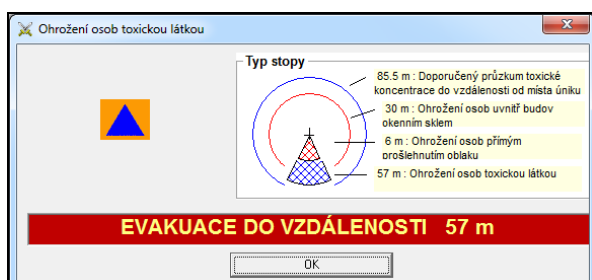 Ohrožení osob toxickou látkou
Typ stopy
85.5 m : Doporučený průzkum toxické
koncentrace do vzdálenosti od místa úniku
30 m : Ohrožení osob uvnitř budov
okenním sklem
6 m : Ohrožení osob přímým
prošlehnutím oblaku
57 m : Ohrožení osob toxickou látkou
EVAKUACE DO VZDÁLENOSTI 57 m
OK